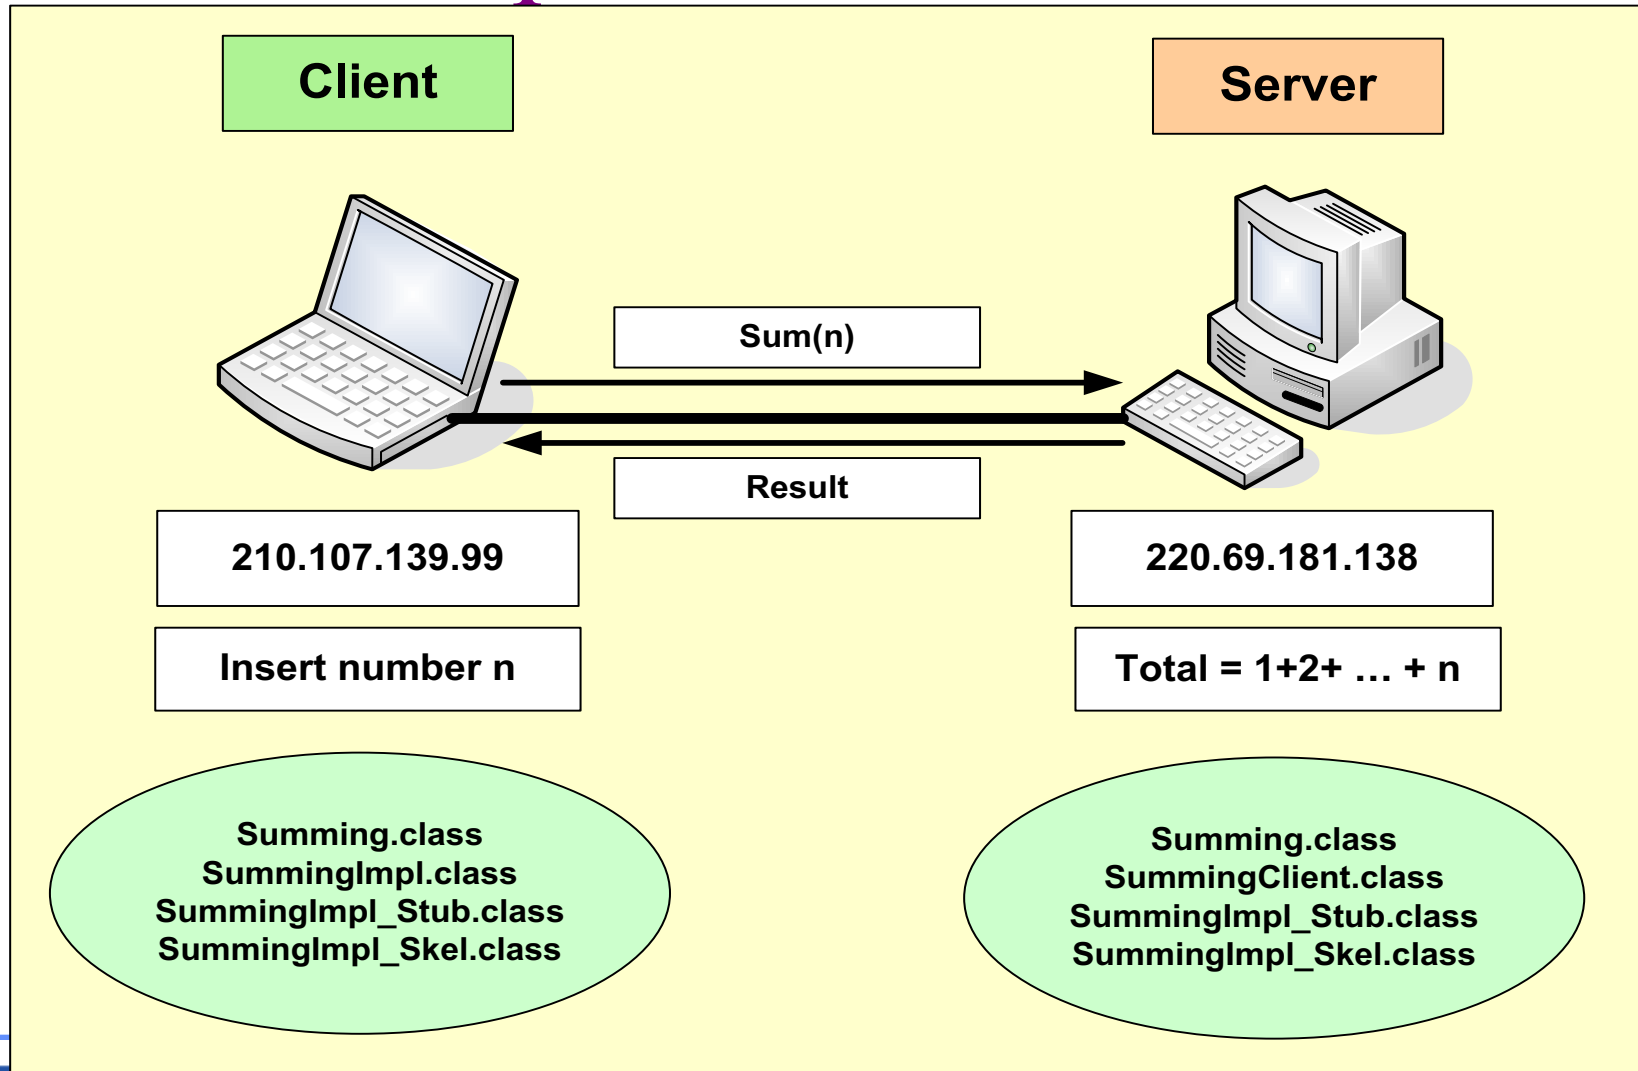 Client
Server
Sum(n)
Result
210.107.139.99
220.69.181.138
Insert number n
Total = 1+2+ … + n
Summing.class
SummingImpl.class
SummingImpl_Stub.class
SummingImpl_Skel.class
Summing.class
SummingClient.class
SummingImpl_Stub.class
SummingImpl_Skel.class